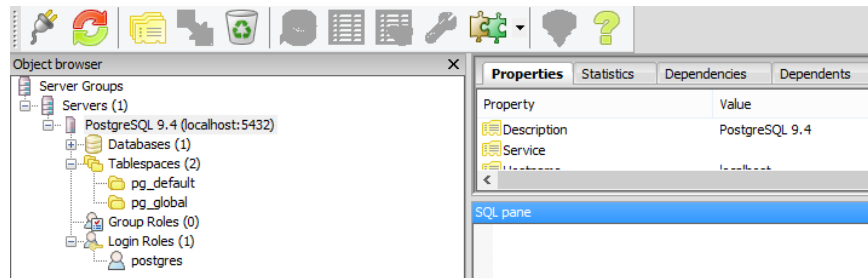 Object browser
Server Groups
Servers (1)
PostgreSQL 9.4 (localhost:5432)
Databases (1)
Tablespaces (2)
pg_default
pg_global
Group Roles (0)
Login Roles (1)
postgres
Properties Statistics Dependencies Dependents
Property Value
Description PostgreSQL 9.4
Service
SQL pane